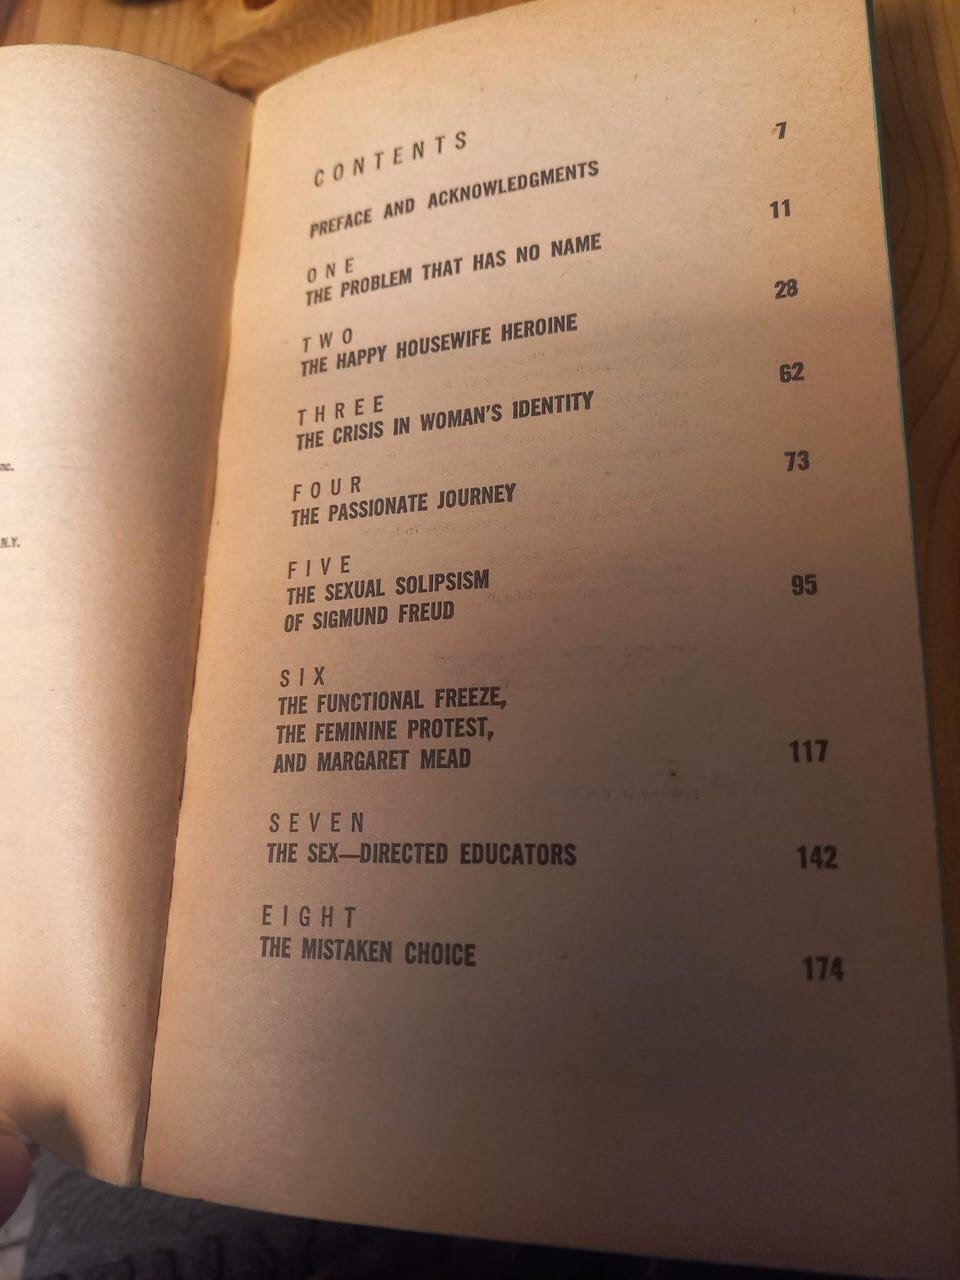 nc.
N.Y.
CONTENTS
PREFACE AND ACKNOWLEDGMENTS 7
ONE
THE PROBLEM THAT HAS NO NAME 11
TWO
THE HAPPY HOUSEWIFE HEROINE 28
THREE
THE CRISIS IN WOMAN'S IDENTITY 62
FOUR
THE PASSIONATE JOURNEY 73
FIVE
THE SEXUAL SOLIPSISM
OF SIGMUND FREUD 95
SIX
THE FUNCTIONAL FREEZE,
THE FEMININE PROTEST,
AND MARGARET MEAD 117
SEVEN
THE SEX—DIRECTED EDUCATORS 142
EIGHT
THE MISTAKEN CHOICE 174